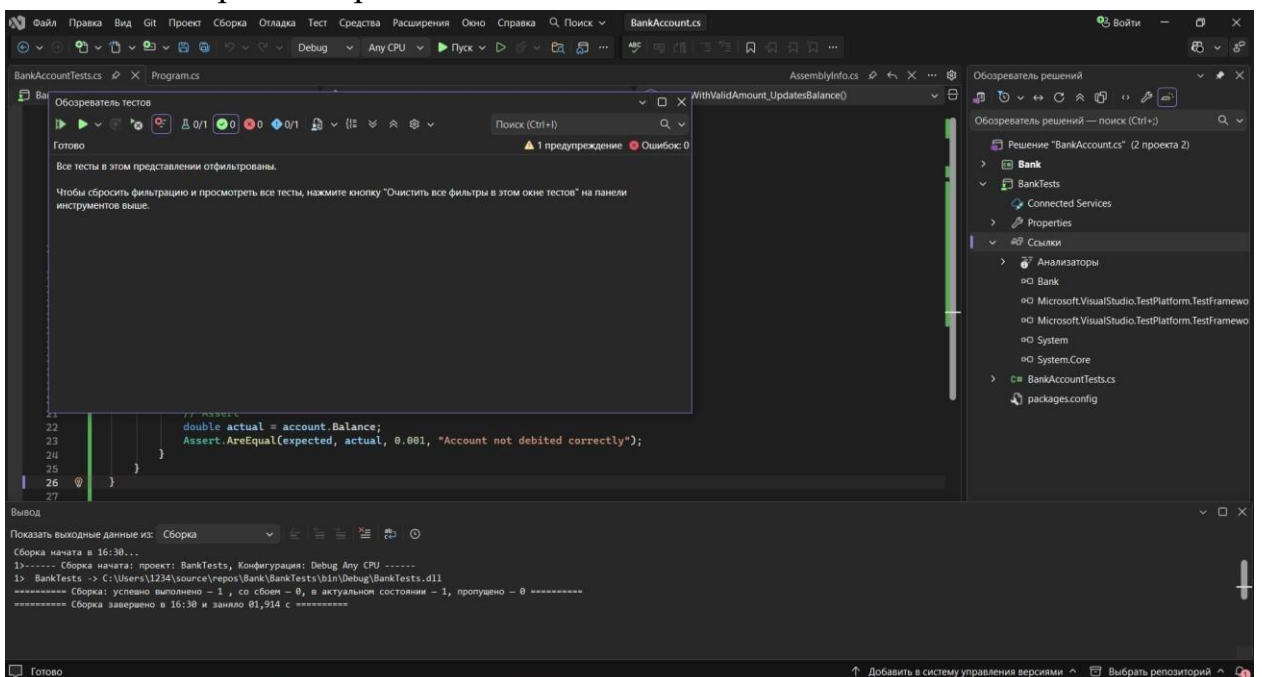 Файл Правка Вид Git Проект Сборка Отладка Тест Средства Расширения Окно Справка Поиск BankAccount.cs Войти
Debug Any CPU Пуск
BankAccountTests.cs Program.cs AssemblyInfo.cs
WithValidAmount_UpdatesBalance()
Обозреватель тестов
0/1 0 0 0/1 Поиск (Ctrl+I)
Готово 1 предупреждение Ошибок: 0
Все тесты в этом представлении отфильтрованы.
Чтобы сбросить фильтрацию и просмотреть все тесты, нажмите кнопку "Очистить все фильтры в этом окне тестов" на панели
инструментов выше.
21 // Assert
22 double actual = account.Balance;
23 Assert.AreEqual(expected, actual, 0.001, "Account not debited correctly");
24 }
25 }
26 }
27
Обозреватель решений
Обозреватель решений — поиск (Ctrl+;)
Решение "BankAccount.cs" (2 проекта 2)
Bank
BankTests
Connected Services
Properties
Ссылки
Анализаторы
Bank
Microsoft.VisualStudio.TestPlatform.TestFramewo
Microsoft.VisualStudio.TestPlatform.TestFramewo
System
System.Core
C# BankAccountTests.cs
packages.config
Вывод
Показать выходные данные из: Сборка
Сборка начата в 16:30...
1>------ Сборка начата: проект: BankTests, Конфигурация: Debug Any CPU ------
1> BankTests -> C:\Users\1234\source\repos\Bank\BankTests\bin\Debug\BankTests.dll
========== Сборка: успешно выполнено — 1 , со сбоем — 0, в актуальном состоянии — 1, пропущено — 0 ==========
========== Сборка завершено в 16:30 и заняло 01,914 с ==========
Готово Добавить в систему управления версиями Выбрать репозиторий